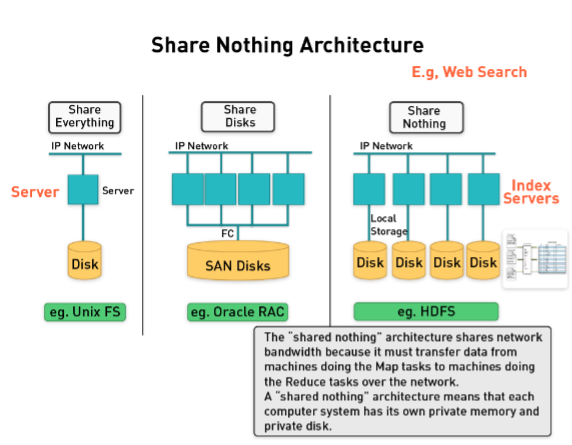 Share Nothing Architecture
E.g, Web Search
Share
Everything
Share
Disks
Share
Nothing
IP Network
IP Network
IP Network
Server
Server
Index
Servers
Local
Storage
FC
Disk
SAN Disks
Disk
Disk
Disk
Disk
eg. Unix FS
eg. Oracle RAC
eg. HDFS
The "shared nothing" architecture shares network
bandwidth because it must transfer data from
machines doing the Map tasks to machines doing
the Reduce tasks over the network.
A "shared nothing" architecture means that each
computer system has its own private memory and
private disk.